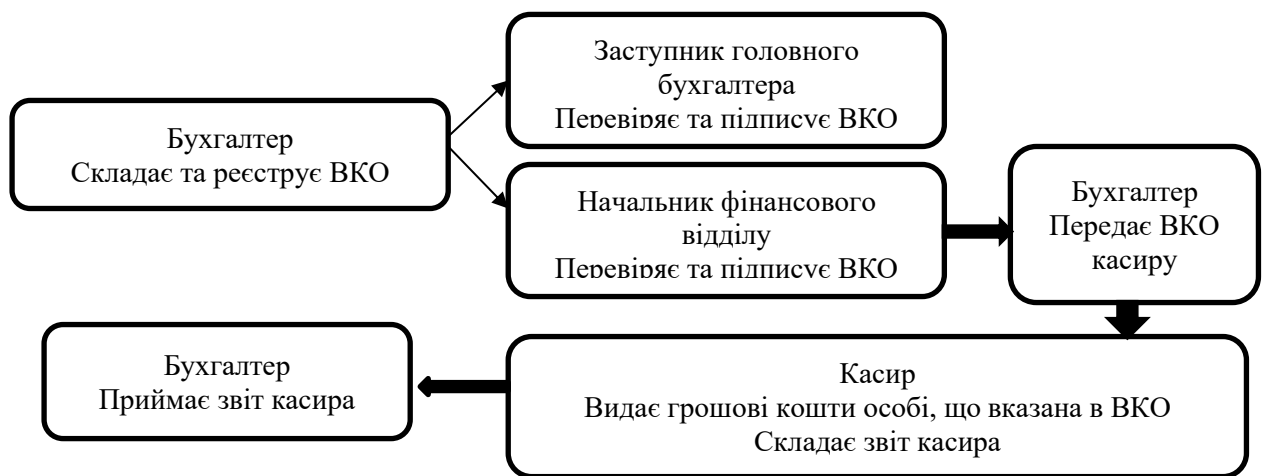 Заступник головного
бухгалтера
Перевіряє та підписує ВКО
Бухгалтер
Складає та реєструє ВКО
Начальник фінансового
відділу
Перевіряє та підписує ВКО
Бухгалтер
Передає ВКО
касиру
Касир
Видає грошові кошти особі, що вказана в ВКО
Складає звіт касира
Бухгалтер
Приймає звіт касира